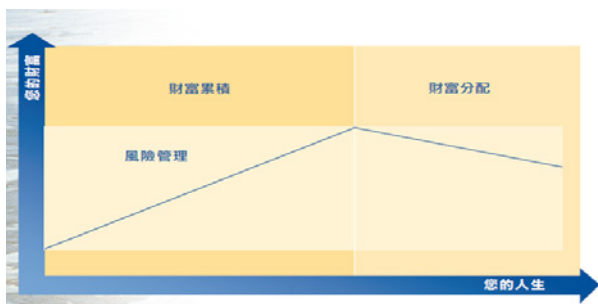 您的財富
財富累積
財富分配
風險管理
您的人生